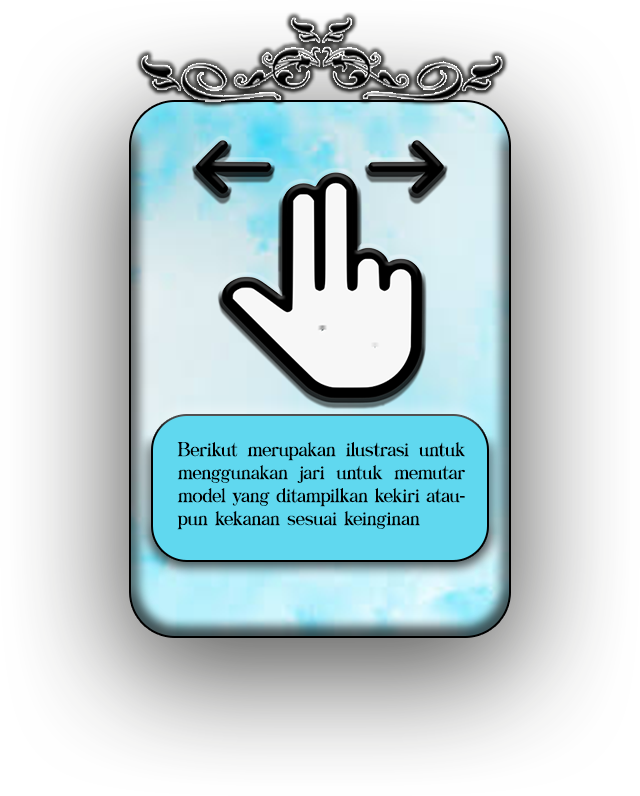 Berikut merupakan ilustrasi untuk
menggunakan jari untuk memutar
model yang ditampilkan kekiri atau-
pun kekanan sesuai keinginan